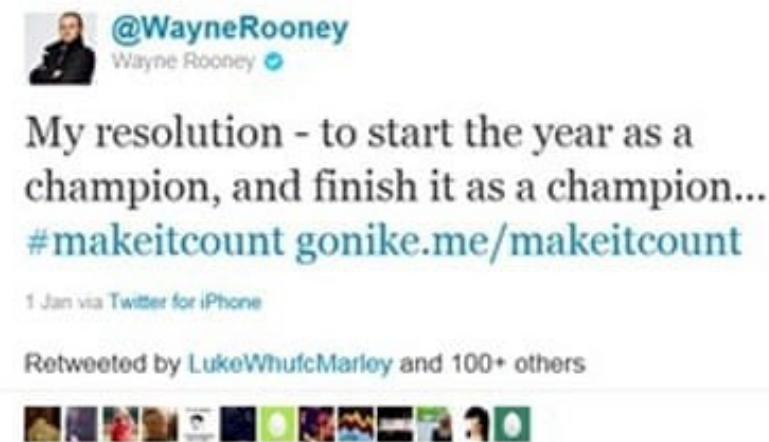 @WayneRooney
Wayne Rooney
My resolution - to start the year as a
champion, and finish it as a champion...
#makeitcount gonike.me/makeitcount
1 Jan via Twitter for iPhone
Retweeted by LukeWhufcMarley and 100+ others